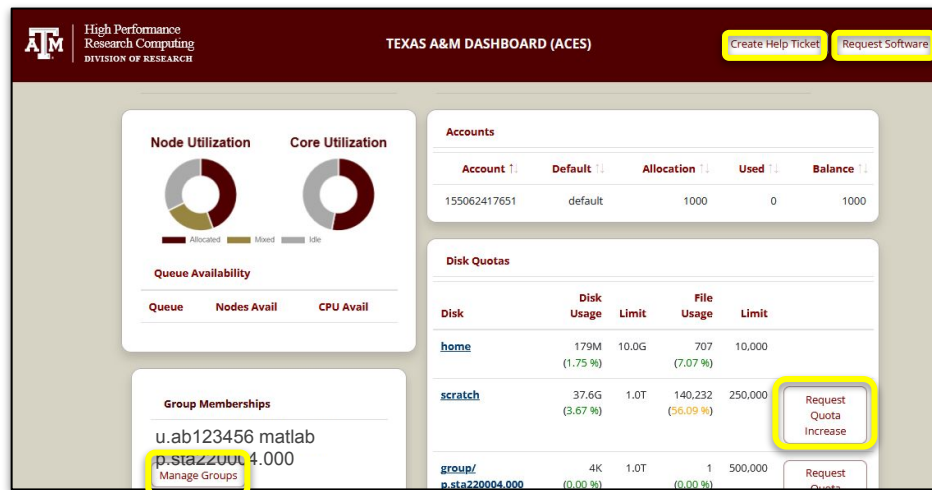 High Performance
Research Computing
DIVISION OF RESEARCH
TEXAS A&M DASHBOARD (ACES)
Create Help Ticket
Request Software
Node Utilization
Core Utilization
Allocated Mixed Idle
Queue Availability
Queue Nodes Avail CPU Avail
Group Memberships
u.ab123456 matlab
p.sta220004.000
Manage Groups
Accounts
Account Default Allocation Used Balance
155062417651 default 1000 0 1000
Disk Quotas
Disk Disk Usage Limit File Usage Limit
home 179M (1.75 %) 10.0G 707 (7.07 %) 10,000
scratch 37.6G (3.67 %) 1.0T 140,232 (56.09 %) 250,000
Request
Quota
Increase
group/
p.sta220004.000 4K (0.00 %) 1.0T 1 (0.00 %) 500,000
Request
Quota